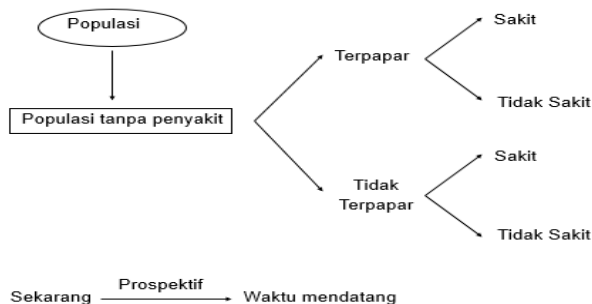 Populasi
Populasi tanpa penyakit
Terpapar
Sakit
Tidak Sakit
Tidak
Terpapar
Sakit
Tidak Sakit
Prospektif
Sekarang
Waktu mendatang